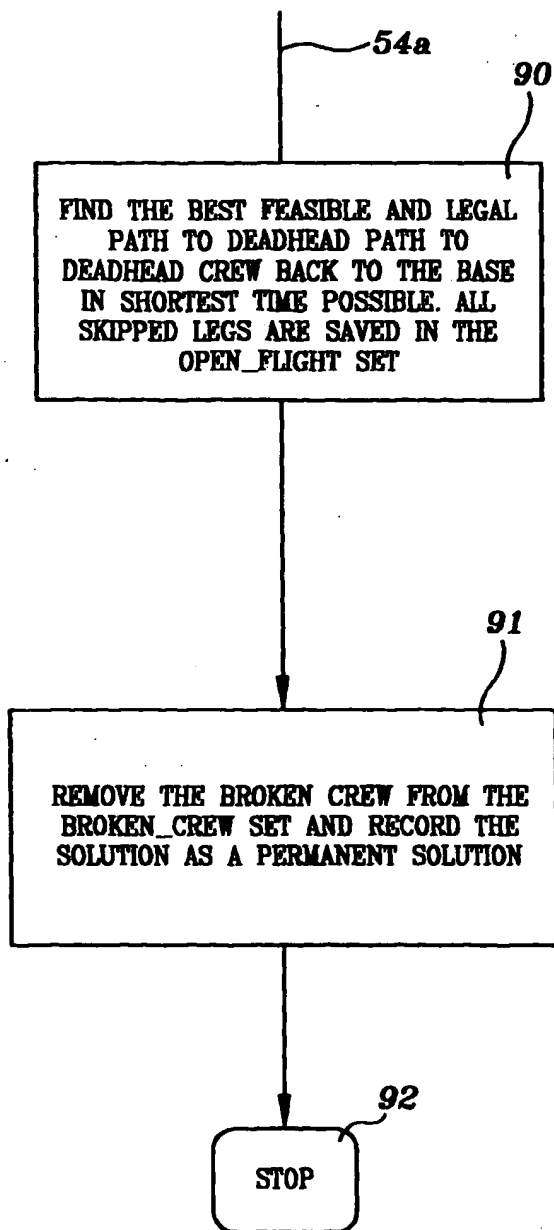 54a
90
FIND THE BEST FEASIBLE AND LEGAL
PATH TO DEADHEAD PATH TO
DEADHEAD CREW BACK TO THE BASE
IN SHORTEST TIME POSSIBLE. ALL
SKIPPED LEGS ARE SAVED IN THE
OPEN_FLIGHT SET
91
REMOVE THE BROKEN CREW FROM THE
BROKEN_CREW SET AND RECORD THE
SOLUTION AS A PERMANENT SOLUTION
92
STOP